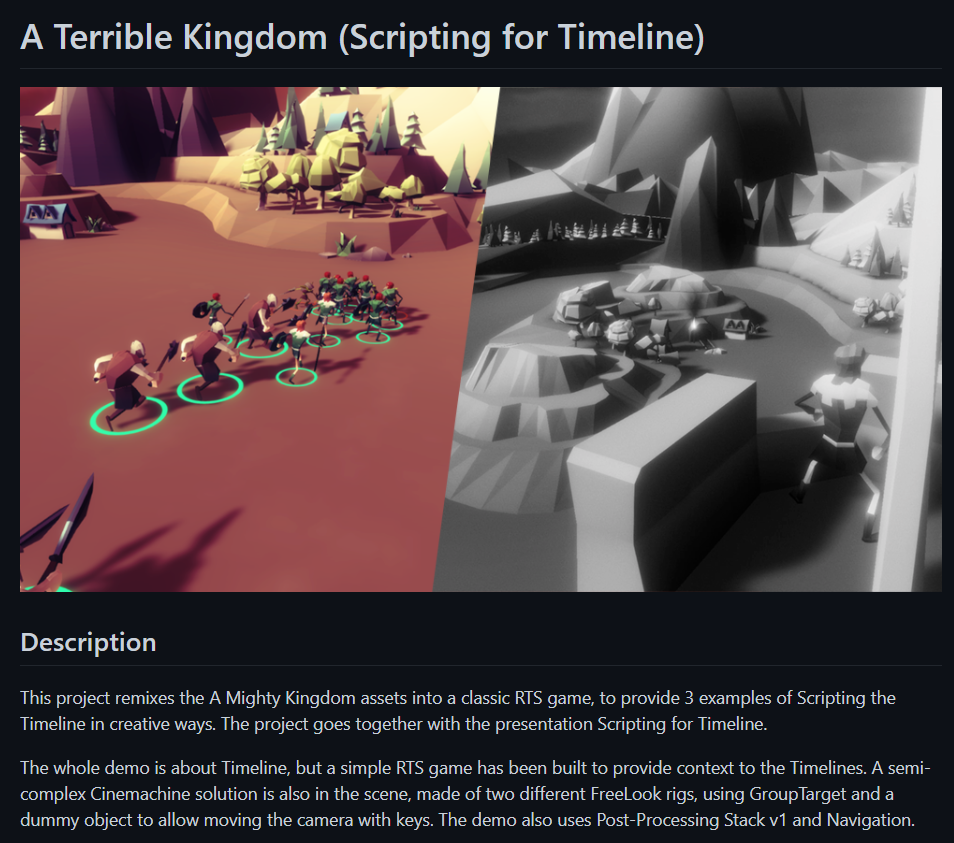 A Terrible Kingdom (Scripting for Timeline)
Description
This project remixes the A Mighty Kingdom assets into a classic RTS game, to provide 3 examples of Scripting the
Timeline in creative ways. The project goes together with the presentation Scripting for Timeline.
The whole demo is about Timeline, but a simple RTS game has been built to provide context to the Timelines. A semi-
complex Cinemachine solution is also in the scene, made of two different FreeLook rigs, using GroupTarget and a
dummy object to allow moving the camera with keys. The demo also uses Post-Processing Stack v1 and Navigation.